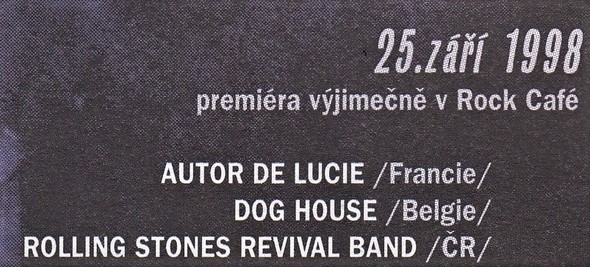 25.září 1998
premiéra výjimečně v Rock Café
AUTOR DE LUCIE /Francie/
DOG HOUSE /Belgie/
ROLLING STONES REVIVAL BAND /ČR/